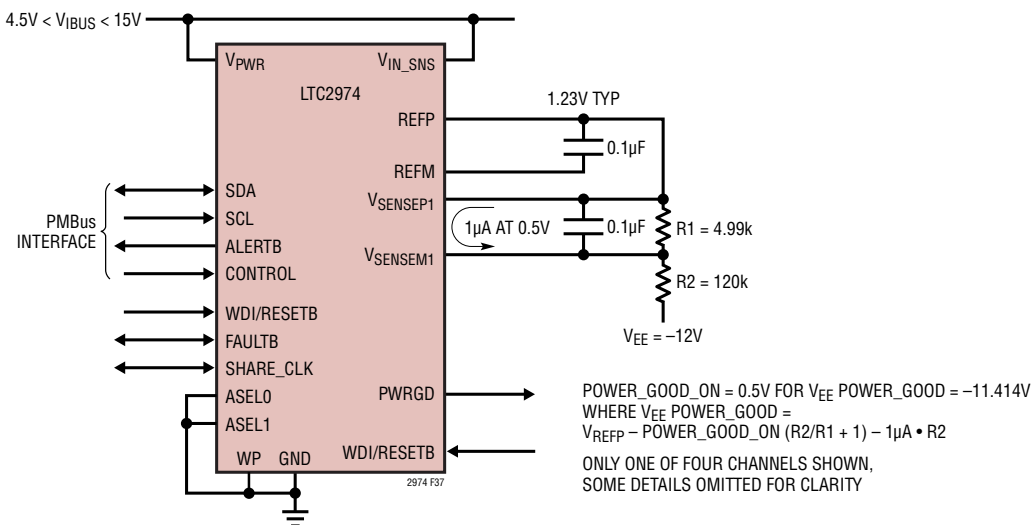 4.5V < VIBUS < 15V
VPWR
VIN_SNS
LTC2974
1.23V TYP
REFP
0.1µF
REFM
SDA
VSENSEP1
PMBus
INTERFACE
SCL
1µA AT 0.5V
0.1µF
R1 = 4.99k
ALERTB
VSENSEM1
CONTROL
R2 = 120k
WDI/RESETB
VEE = –12V
FAULTB
SHARE_CLK
ASEL0
PWRGD
ASEL1
WP
GND
WDI/RESETB
2974 F37
POWER_GOOD_ON = 0.5V FOR VEE POWER_GOOD = –11.414V
WHERE VEE POWER_GOOD =
VREFP – POWER_GOOD_ON (R2/R1 + 1) – 1µA • R2
ONLY ONE OF FOUR CHANNELS SHOWN,
SOME DETAILS OMITTED FOR CLARITY